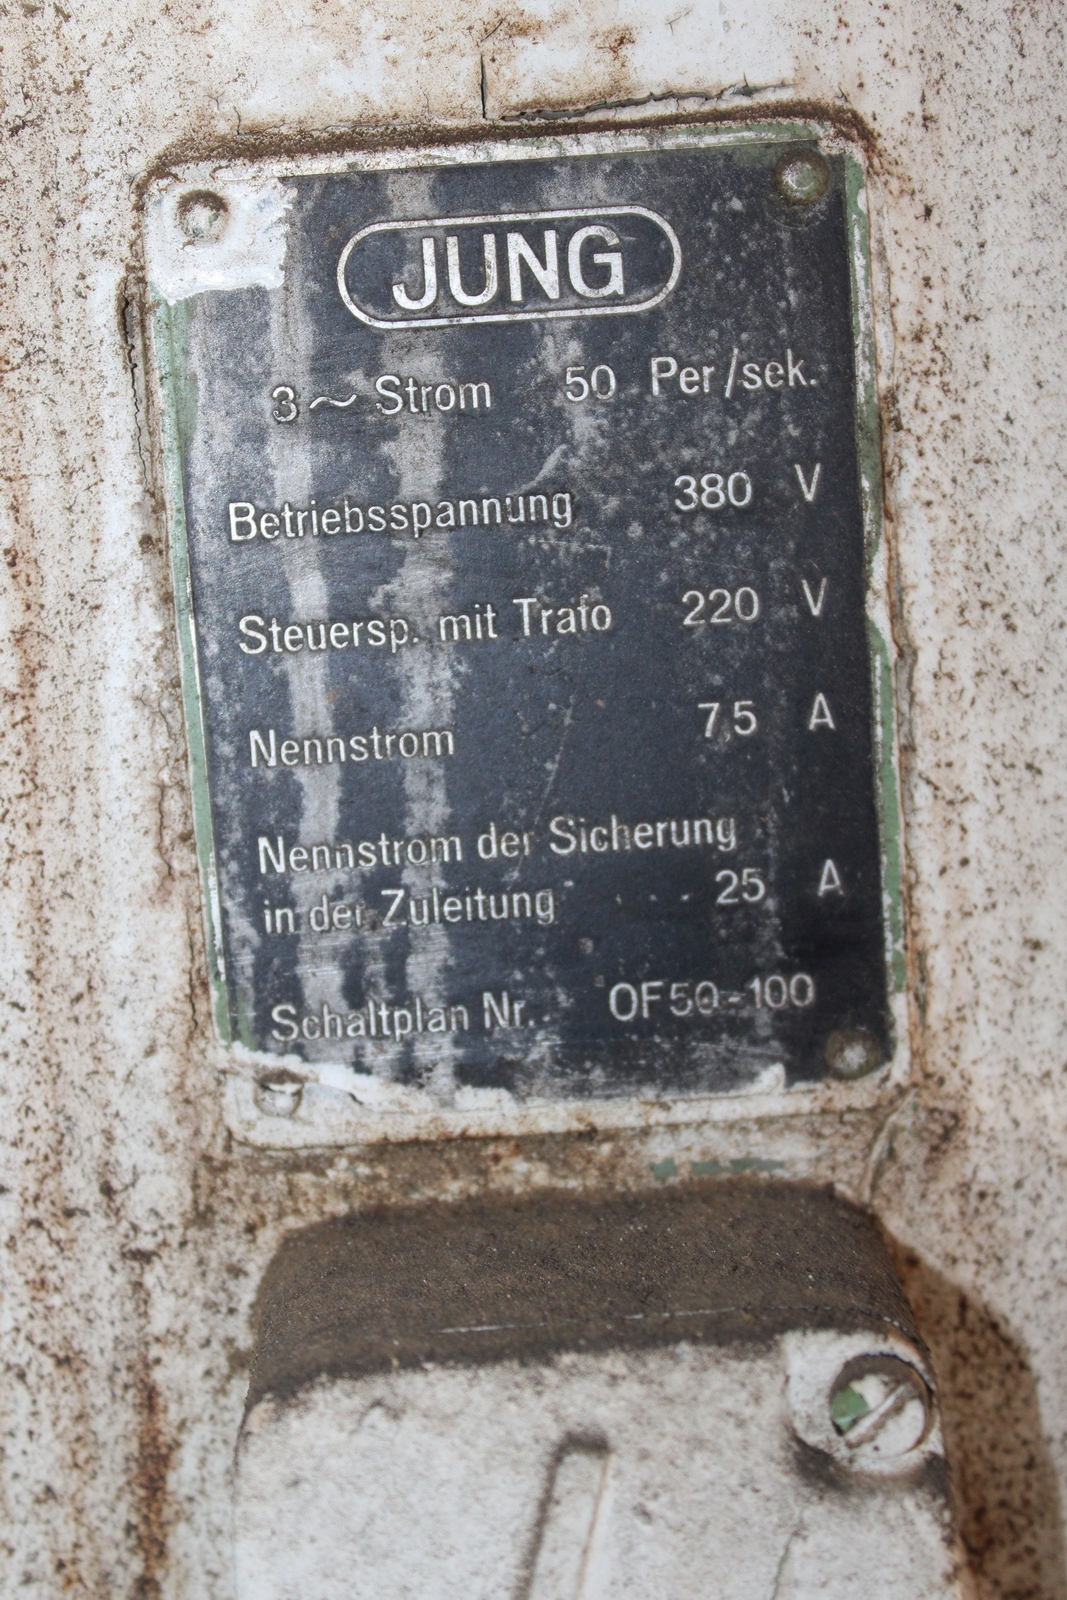 JUNG
3 ~ Strom 50 Per/sek.
Betriebsspannung 380 V
Steuersp. mit Trafo 220 V
Nennstrom 7,5 A
Nennstrom der Sicherung
in der Zuleitung 25 A
Schaltplan Nr. OF50-100